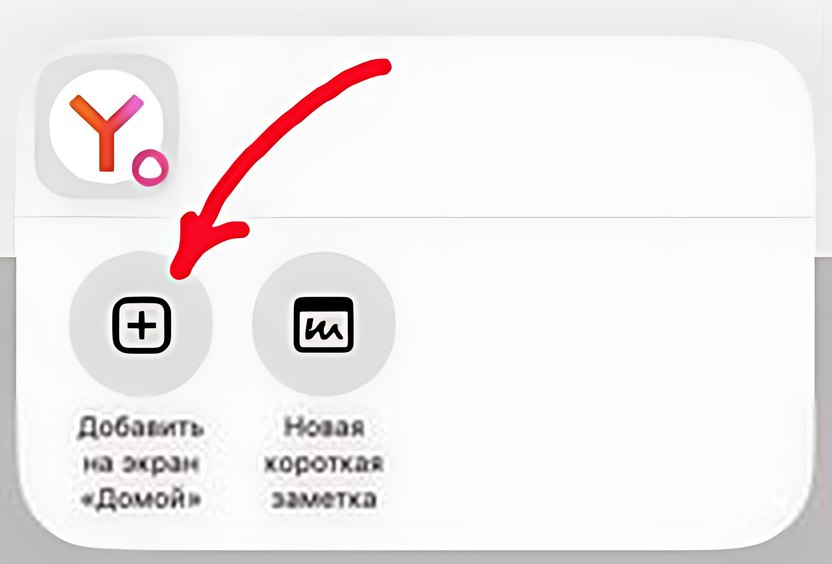 Добавить
на экран
«Домой»
Новая
короткая
заметка